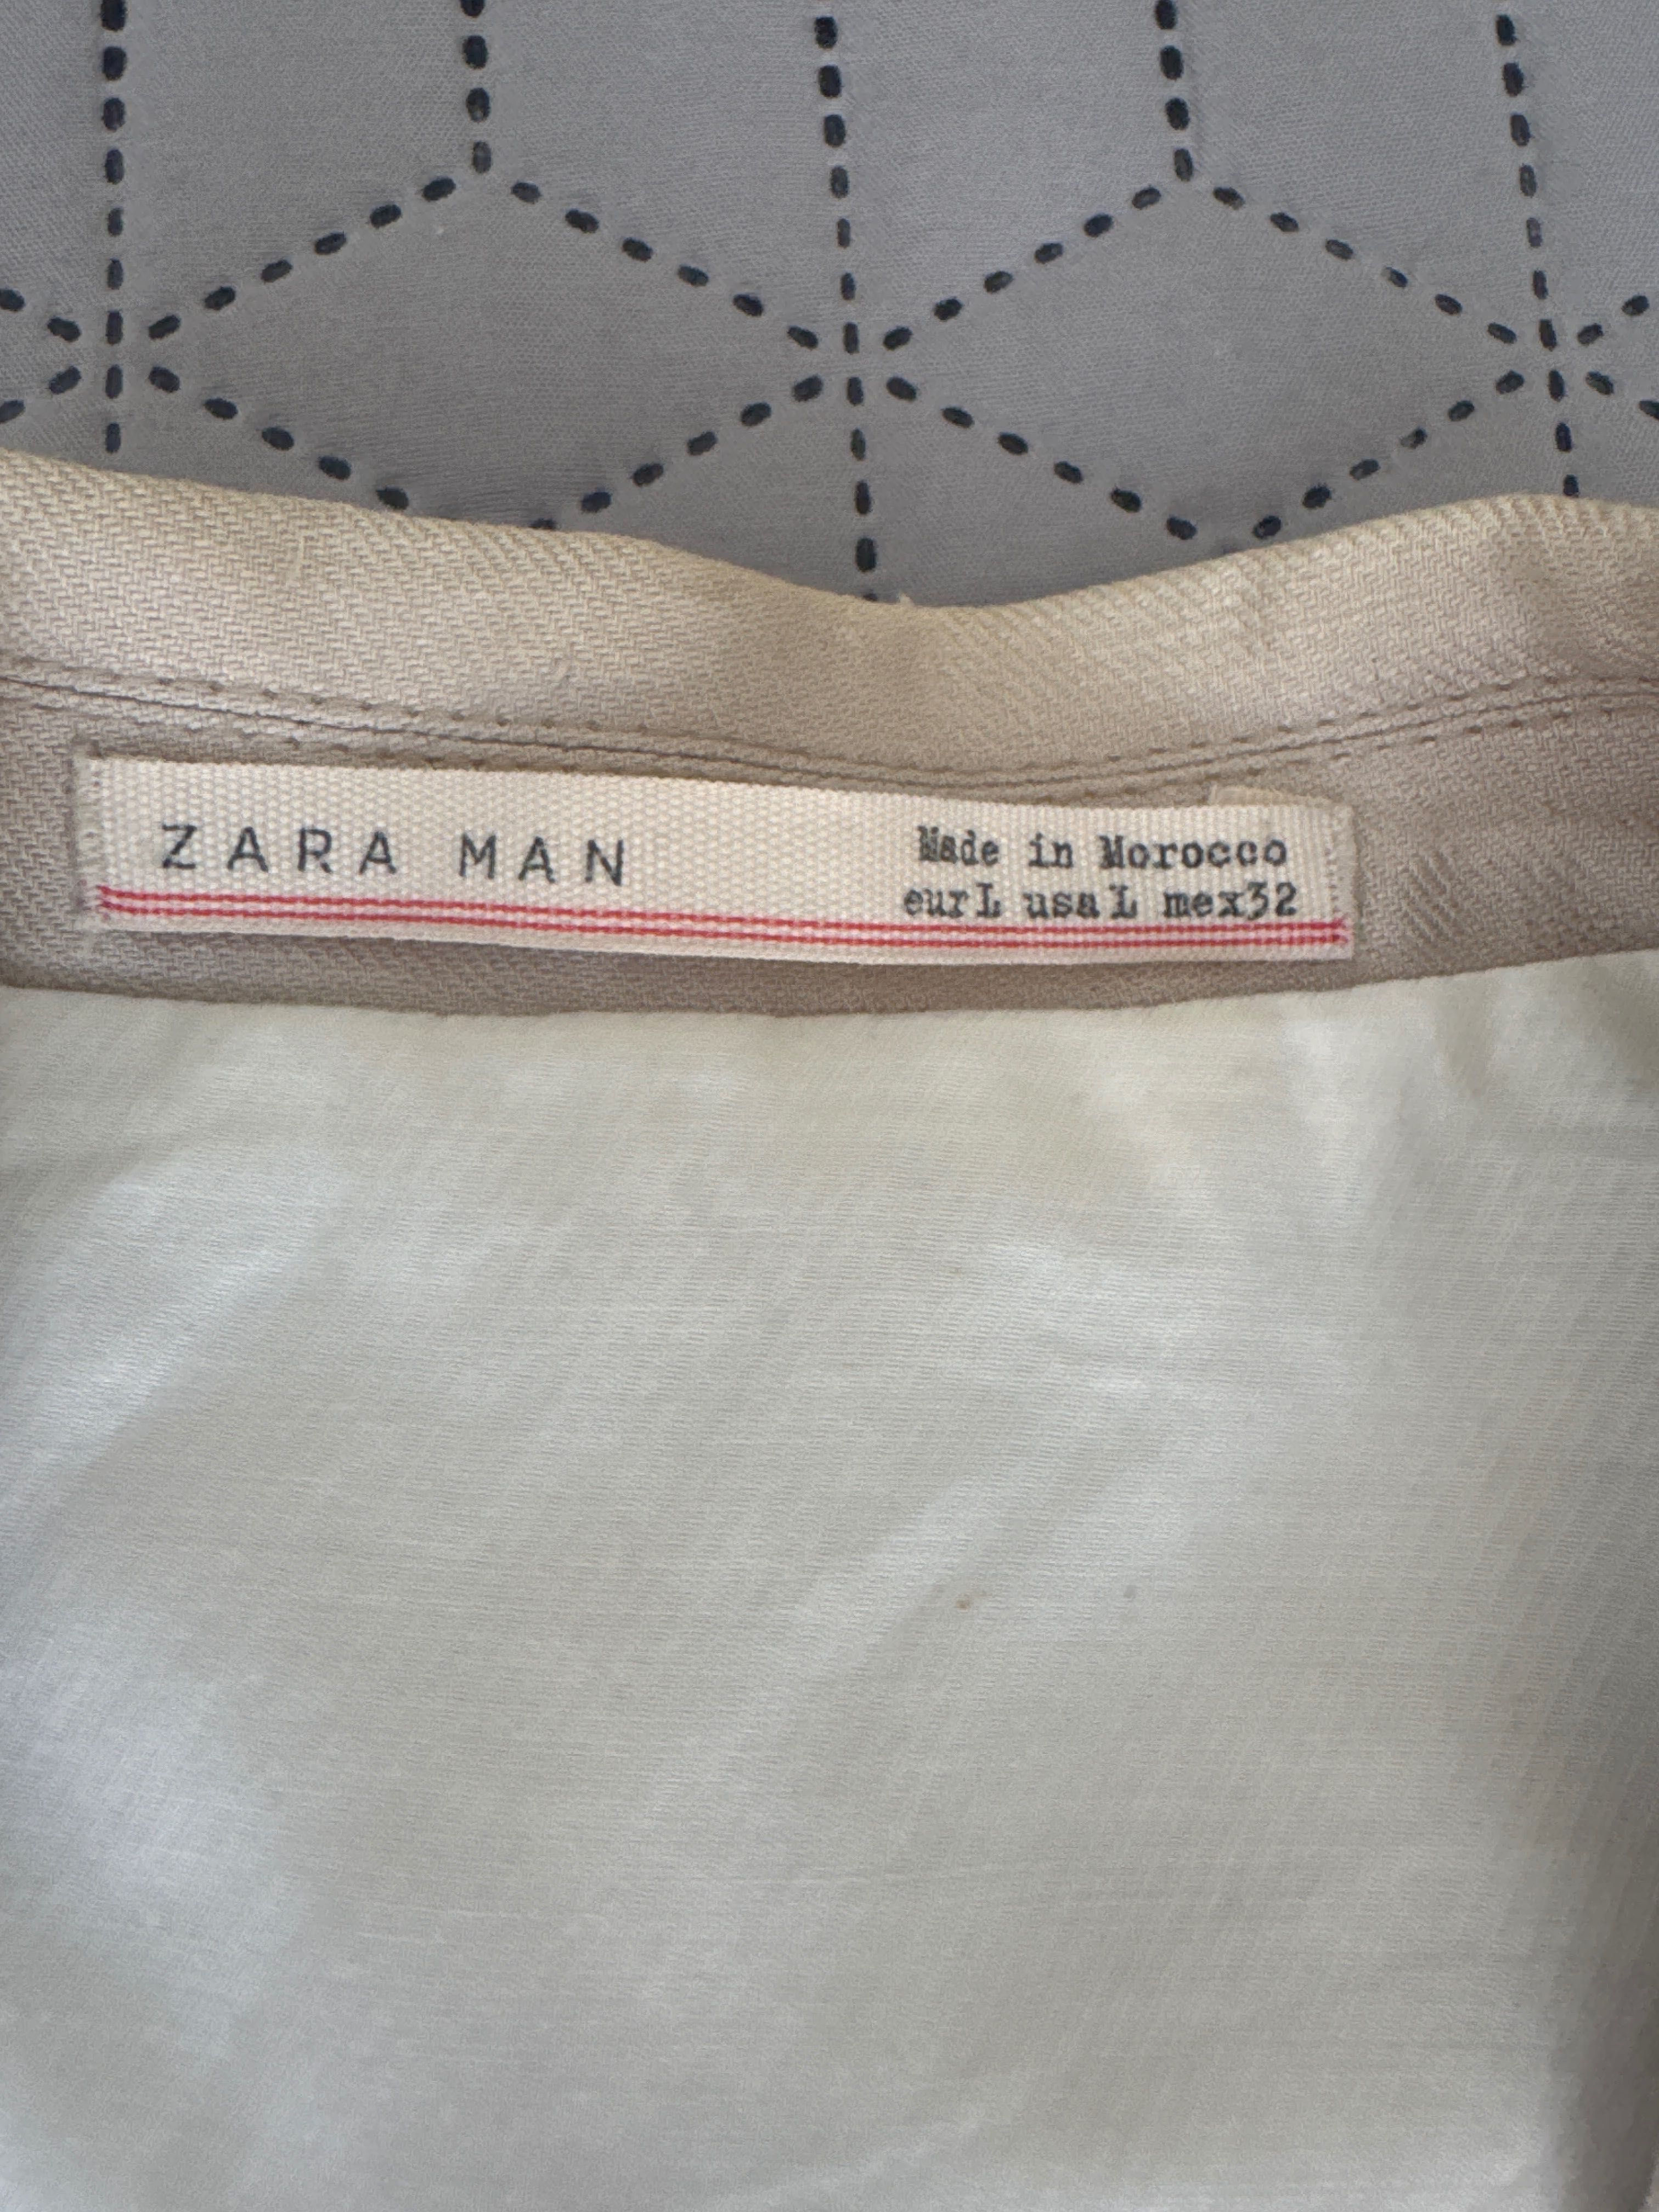 ZARA MAN
Made in Morocco
eur L usa L mex 32